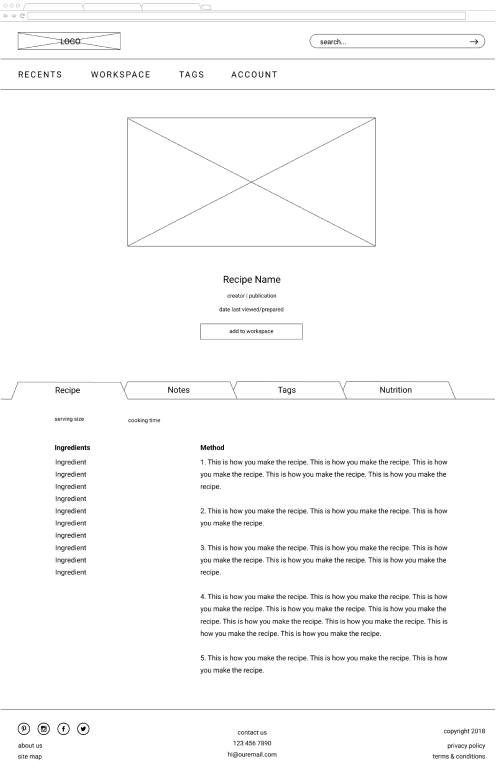 LOGO
search...
RECENTS WORKSPACE TAGS ACCOUNT
Recipe Name
creator | publication
date last viewed/prepared
add to workspace
Recipe Notes Tags Nutrition
serving size cooking time
Ingredients
Ingredient
Ingredient
Ingredient
Ingredient
Ingredient
Ingredient
Ingredient
Ingredient
Ingredient
Ingredient
Method
1. This is how you make the recipe. This is how you make the recipe. This is how
you make the recipe. This is how you make the recipe. This is how you make the
recipe.
2. This is how you make the recipe. This is how you make the recipe. This is how
you make the recipe.
3. This is how you make the recipe. This is how you make the recipe. This is how
you make the recipe. This is how you make the recipe. This is how you make the
recipe.
4. This is how you make the recipe. This is how you make the recipe. This is how
you make the recipe. This is how you make the recipe. This is how you make the
recipe. This is how you make the recipe. This is how you make the recipe. This is
how you make the recipe. This is how you make the recipe.
5. This is how you make the recipe. This is how you make the recipe. This is how
you make the recipe.
about us
site map
contact us
123 456 7890
hi@ouremail.com
copyright 2018
privacy policy
terms & conditions